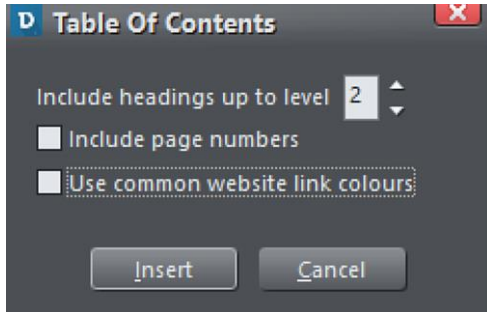 D Table Of Contents
Include headings up to level 2
Include page numbers
Use common website link colours
Insert Cancel